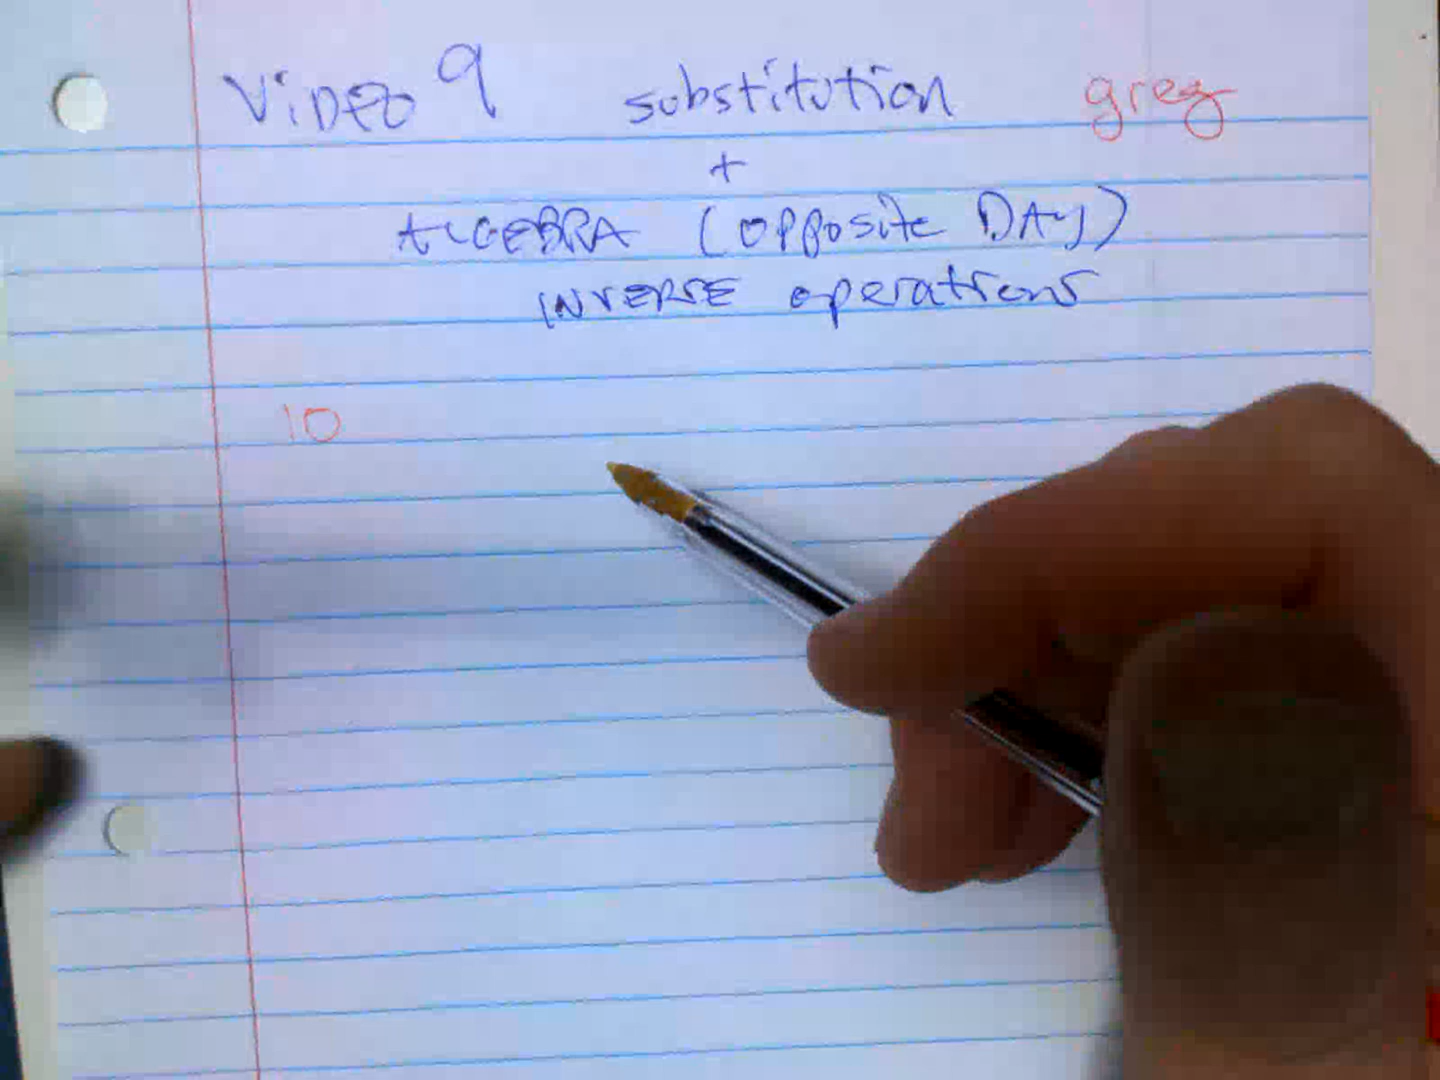 VIDEO 9 substitution greg
+
ALGEBRA (opposite DAY)
INVERSE operations
10